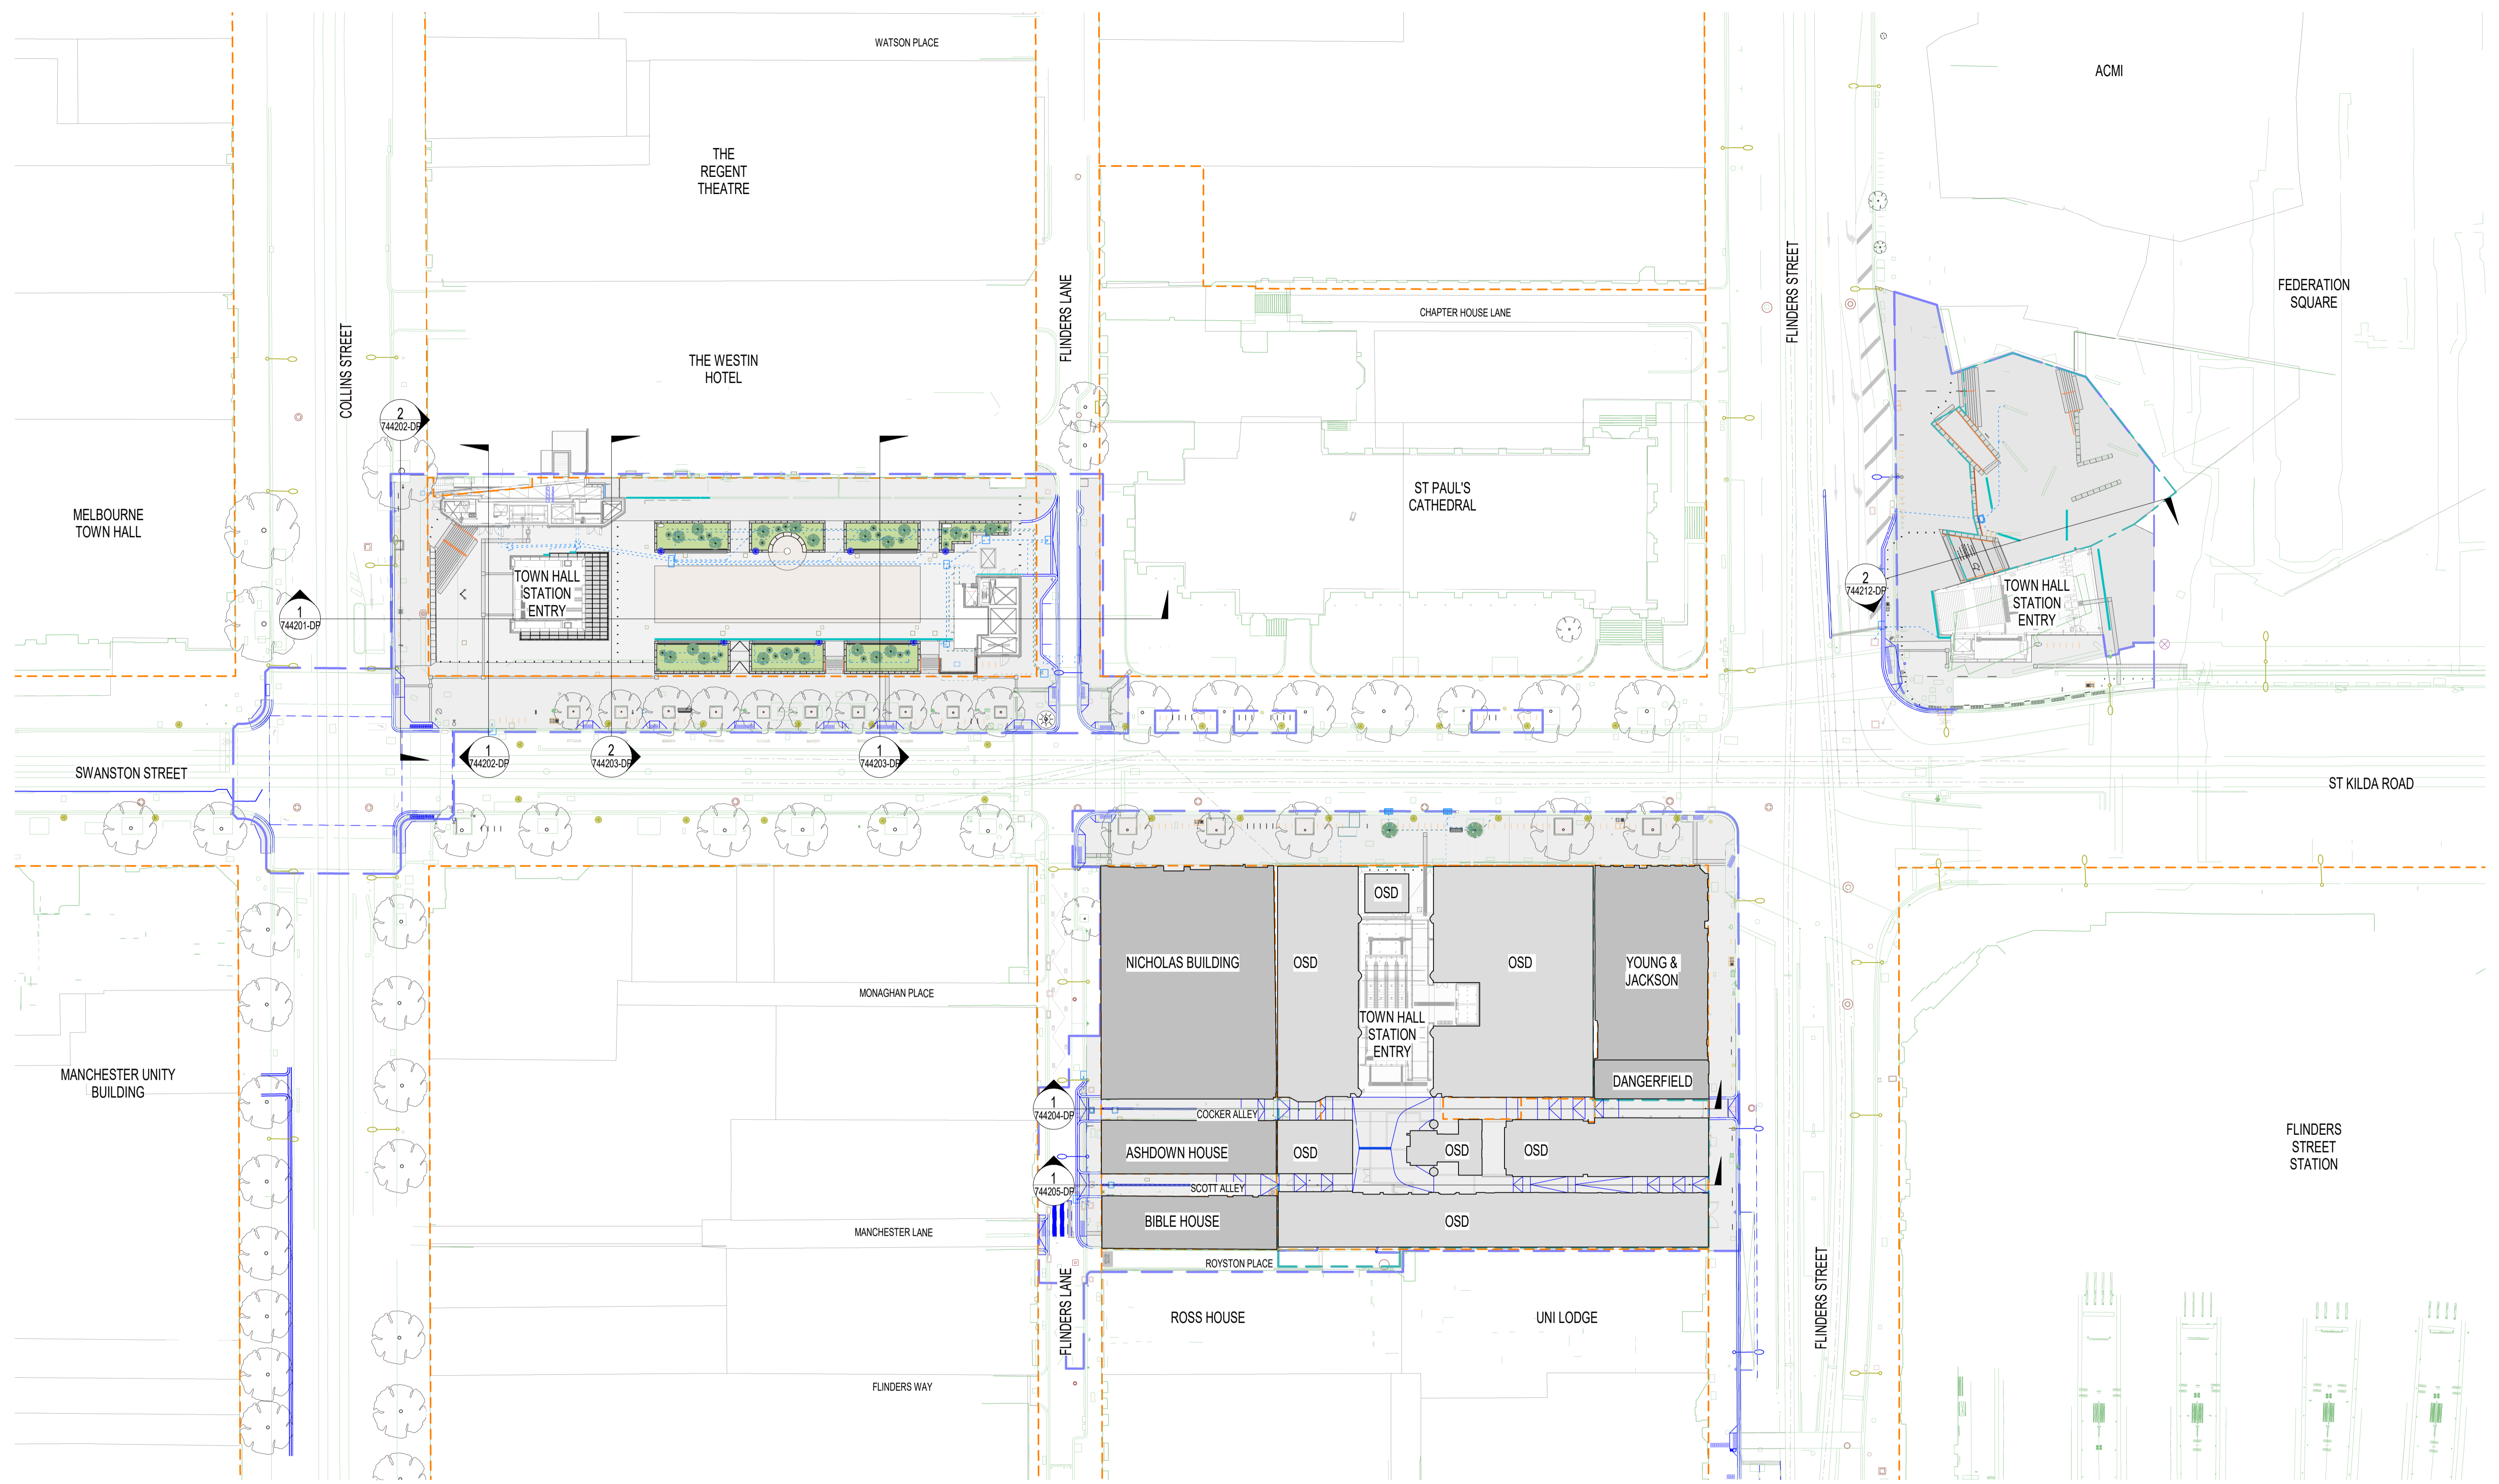 WATSON PLACE
ACMI
THE
REGENT
THEATRE
FLINDERS LANE
FLINDERS STREET
FEDERATION
SQUARE
CHAPTER HOUSE LANE
COLLINS STREET
THE WESTIN
HOTEL
2
744202-DP
ST PAUL'S
CATHEDRAL
MELBOURNE
TOWN HALL
TOWN HALL
STATION
ENTRY
1
744201-DP
2
744212-DP
TOWN HALL
STATION
ENTRY
1
744202-DP
2
744203-DP
1
744203-DP
SWANSTON STREET
ST KILDA ROAD
OSD
NICHOLAS BUILDING
OSD
OSD
YOUNG &
JACKSON
MONAGHAN PLACE
TOWN HALL
STATION
ENTRY
MANCHESTER UNITY
BUILDING
DANGERFIELD
1
744204-DP
COCKER ALLEY
ASHDOWN HOUSE
OSD
OSD
OSD
FLINDERS
STREET
STATION
1
744205-DP
SCOTT ALLEY
BIBLE HOUSE
OSD
MANCHESTER LANE
ROYSTON PLACE
FLINDERS LANE
FLINDERS STREET
ROSS HOUSE
UNI LODGE
FLINDERS WAY